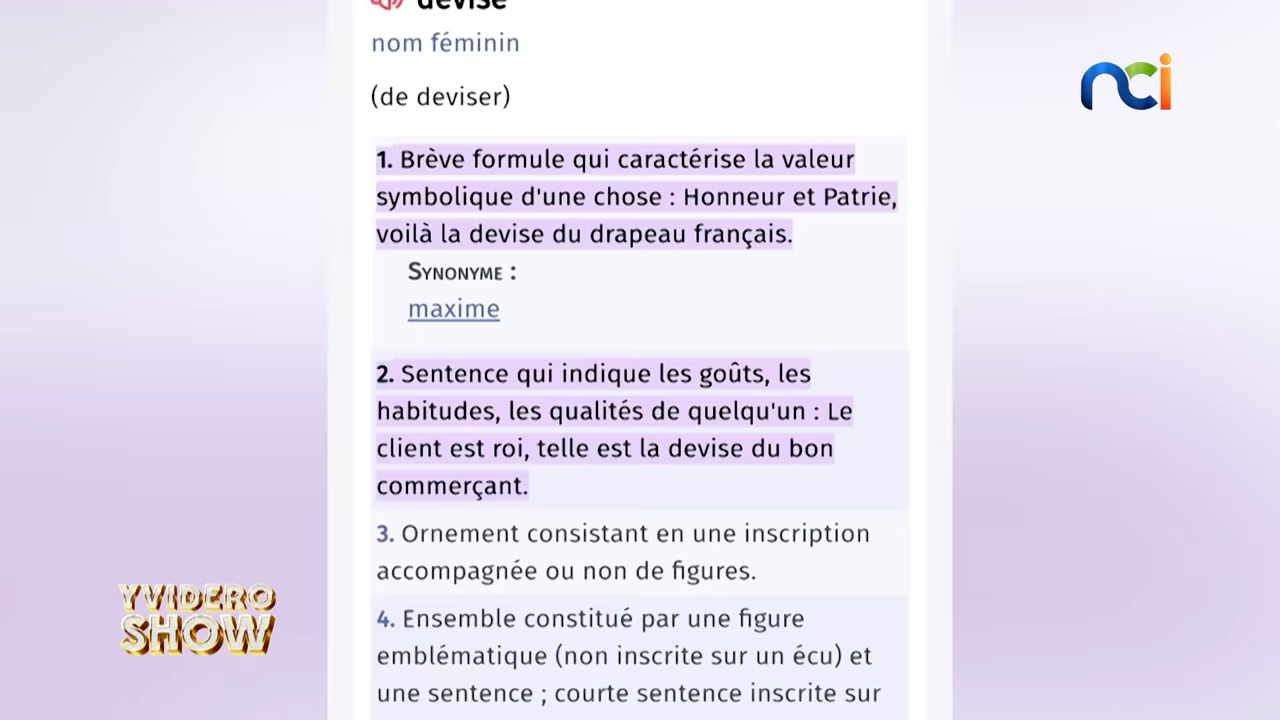 devise
nom féminin
(de deviser)
nci
1. Brève formule qui caractérise la valeur
symbolique d'une chose : Honneur et Patrie,
voilà la devise du drapeau français.
SYNONYME :
maxime
2. Sentence qui indique les goûts, les
habitudes, les qualités de quelqu'un : Le
client est roi, telle est la devise du bon
commerçant.
3. Ornement consistant en une inscription
accompagnée ou non de figures.
4. Ensemble constitué par une figure
emblématique (non inscrite sur un écu) et
une sentence ; courte sentence inscrite sur
YVIDERO
SHOW